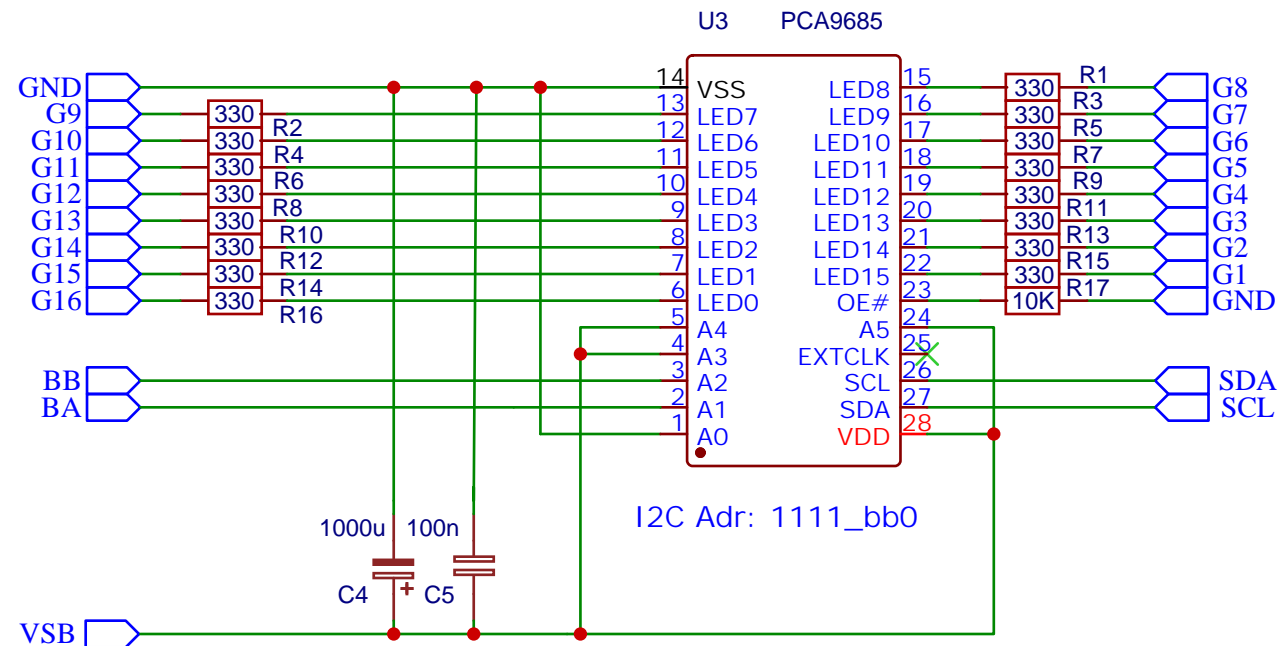 U3 PCA9685
GND 14 VSS LED8 15 330 R1 G8
G9 330 R2 13 LED7 LED9 16 330 R3 G7
G10 330 R4 12 LED6 LED10 17 330 R5 G6
G11 330 R6 11 LED5 LED11 18 330 R7 G5
G12 330 R8 10 LED4 LED12 19 330 R9 G4
G13 330 R10 9 LED3 LED13 20 330 R11 G3
G14 330 R12 8 LED2 LED14 21 330 R13 G2
G15 330 R14 7 LED1 LED15 22 330 R15 G1
G16 330 R16 6 LED0 OE# 23 10K R17 GND
5 A4 A5 24
4 A3 EXTCLK 25
BB 3 A2 SCL 26 SDA
BA 2 A1 SDA 27 SCL
1 A0 VDD 28
I2C Adr: 1111_bb0
1000u 100n
C4 + C5
VSB